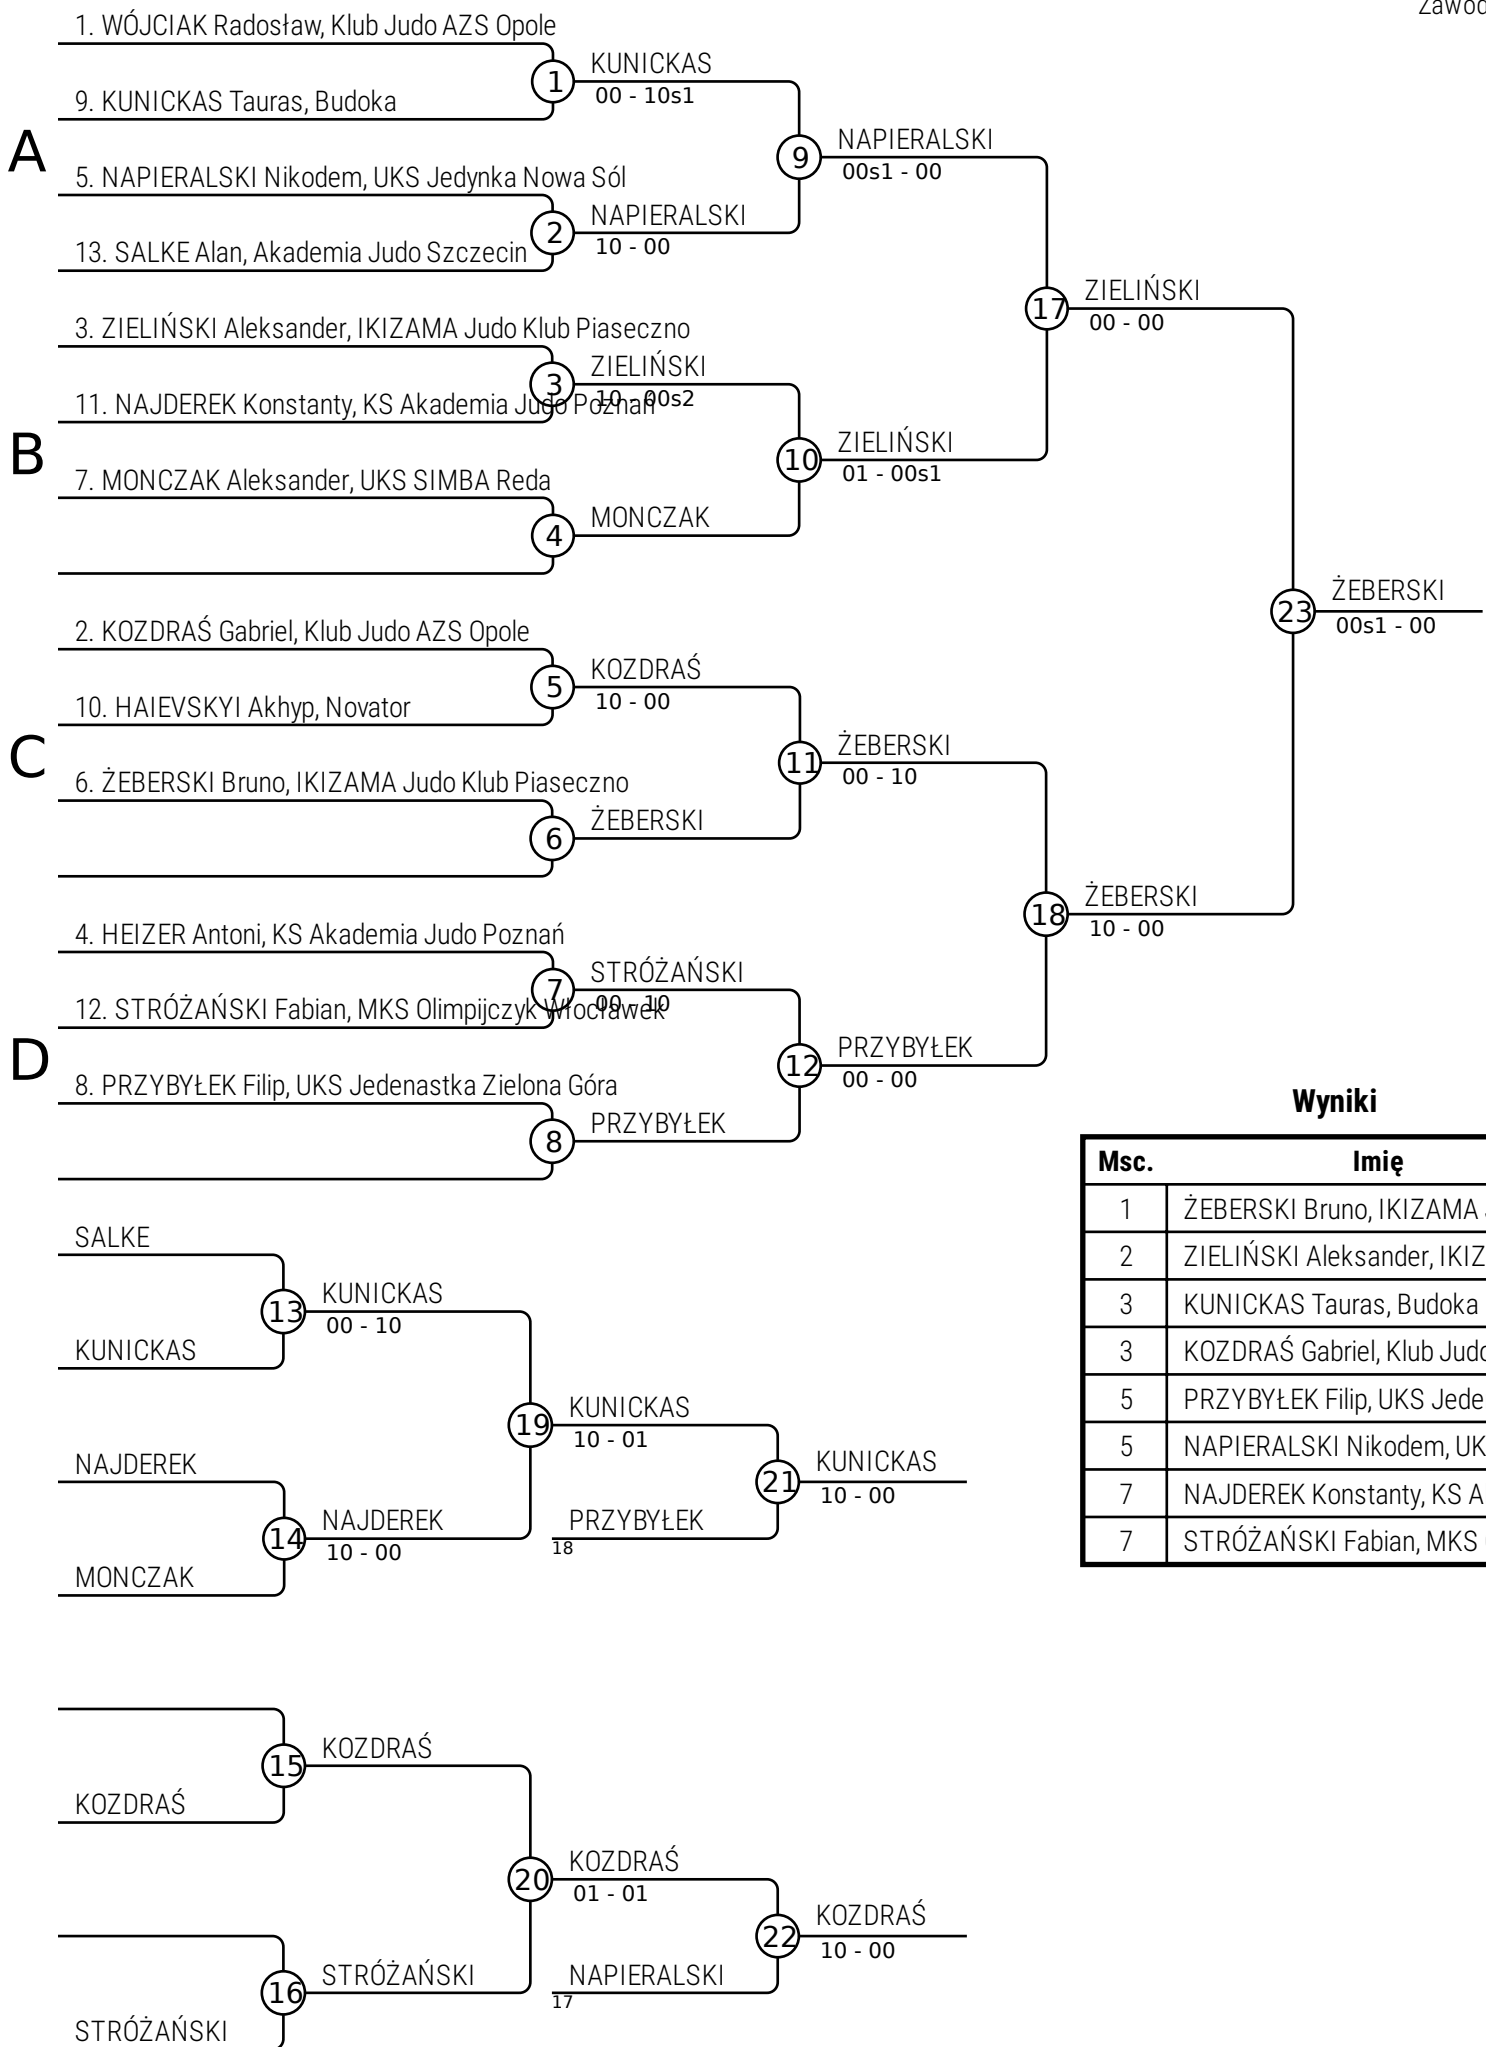 Zawod
1. WÓJCIAK Radosław, Klub Judo AZS Opole
1
KUNICKAS
00 - 10s1
9. KUNICKAS Tauras, Budoka
A
9
NAPIERALSKI
00s1 - 00
5. NAPIERALSKI Nikodem, UKS Jedynka Nowa Sól
2
NAPIERALSKI
10 - 00
13. SALKE Alan, Akademia Judo Szczecin
17
ZIELIŃSKI
00 - 00
3. ZIELIŃSKI Aleksander, IKIZAMA Judo Klub Piaseczno
3
ZIELIŃSKI
10 - 00s2
11. NAJDEREK Konstanty, KS Akademia Judo Poznań
B
10
ZIELIŃSKI
01 - 00s1
7. MONCZAK Aleksander, UKS SIMBA Reda
4
MONCZAK
23
ŻEBERSKI
00s1 - 00
2. KOZDRAŚ Gabriel, Klub Judo AZS Opole
5
KOZDRAŚ
10 - 00
10. HAIEVSKYI Akhyp, Novator
C
11
ŻEBERSKI
00 - 10
6. ŻEBERSKI Bruno, IKIZAMA Judo Klub Piaseczno
6
ŻEBERSKI
18
ŻEBERSKI
10 - 00
4. HEIZER Antoni, KS Akademia Judo Poznań
7
STRÓŻAŃSKI
00 - 10
12. STRÓŻAŃSKI Fabian, MKS Olimpijczyk Włocławek
D
12
PRZYBYŁEK
00 - 00
8. PRZYBYŁEK Filip, UKS Jedenastka Zielona Góra
8
PRZYBYŁEK
Wyniki
Msc. Imię
1 ŻEBERSKI Bruno, IKIZAMA
2 ZIELIŃSKI Aleksander, IKIZ
3 KUNICKAS Tauras, Budoka
3 KOZDRAŚ Gabriel, Klub Judo
5 PRZYBYŁEK Filip, UKS Jede
5 NAPIERALSKI Nikodem, UK
7 NAJDEREK Konstanty, KS A
7 STRÓŻAŃSKI Fabian, MKS
SALKE
13
KUNICKAS
00 - 10
KUNICKAS
19
KUNICKAS
10 - 01
NAJDEREK
21
KUNICKAS
10 - 00
14
NAJDEREK
10 - 00
PRZYBYŁEK
18
MONCZAK
15
KOZDRAŚ
KOZDRAŚ
20
KOZDRAŚ
01 - 01
22
KOZDRAŚ
10 - 00
16
STRÓŻAŃSKI
NAPIERALSKI
17
STRÓŻAŃSKI